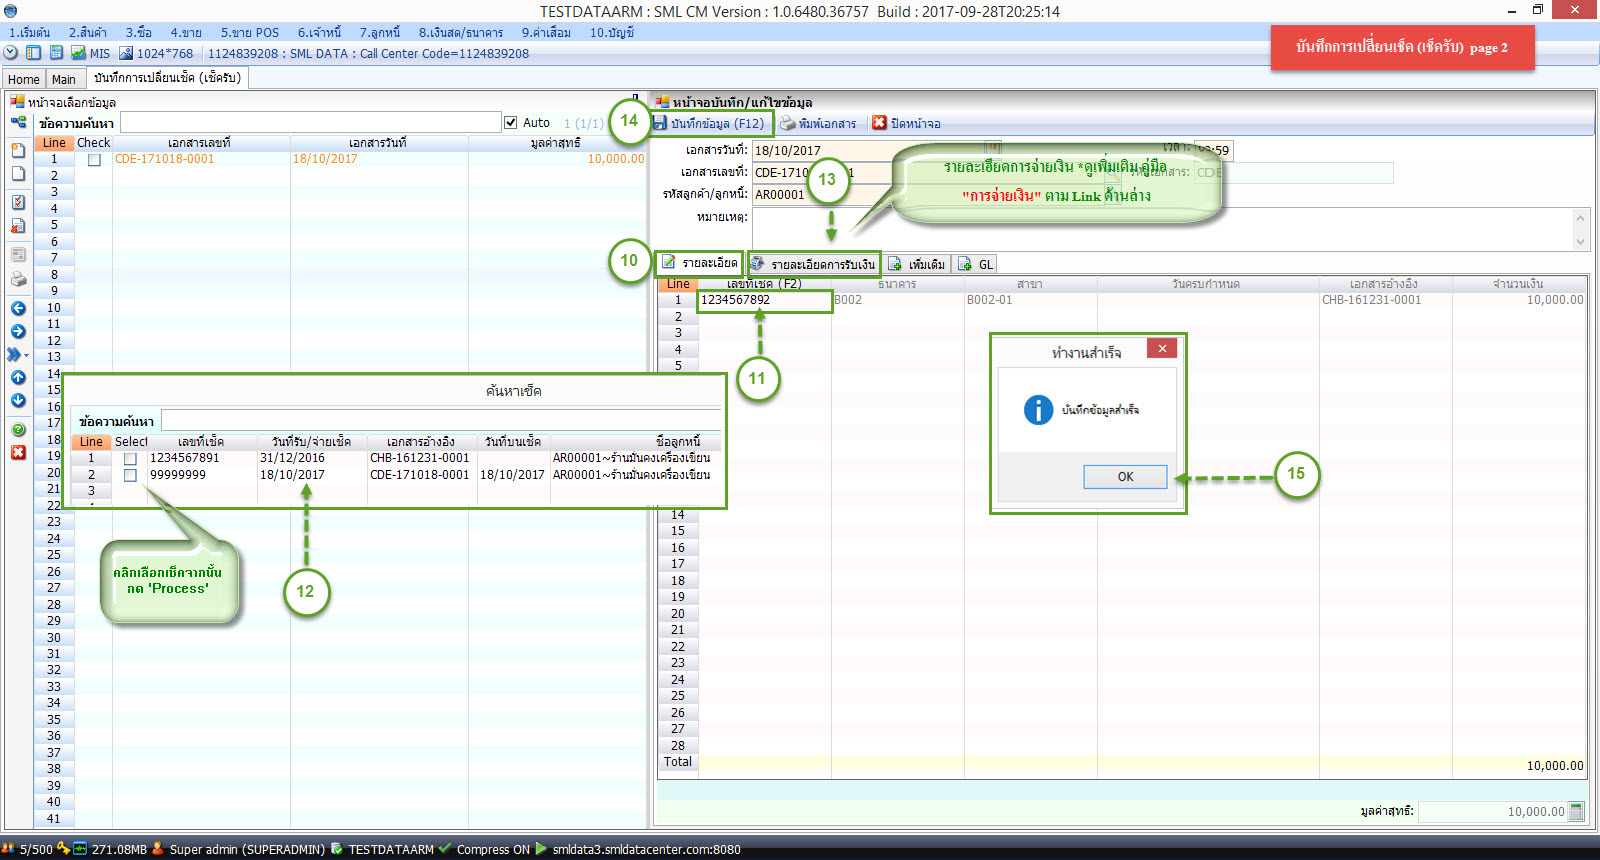 TESTDATAARM : SML CM Version : 1.0.6480.36757 Build : 2017-09-28T20:25:14
1.เริ่มต้น 2.สินค้า 3.ซื้อ 4.ขาย 5.ขาย POS 6.เจ้าหนี้ 7.ลูกหนี้ 8.เงินสด/ธนาคาร 9.ค่าเสื่อม 10.บัญชี
MIS 1024*768 1124839208 : SML DATA : Call Center Code=1124839208
บันทึกการเปลี่ยนเช็ค (เช็ครับ) page 2
Home Main บันทึกการเปลี่ยนเช็ค (เช็ครับ)
หน้าจอเลือกข้อมูล
ข้อความค้นหา Auto 1 (1/1)
Line Check เอกสารเลขที่ เอกสารวันที่ มูลค่าสุทธิ
1 CDE-171018-0001 18/10/2017 10,000.00
2
3
4
5
6
7
8
9
10
11
12
13
14
15
16
17
18
19
20
21
22
23
24
25
26
27
28
29
30
31
32
33
34
35
36
37
38
39
40
41
หน้าจอบันทึก/แก้ไขข้อมูล
14
บันทึกข้อมูล (F12) พิมพ์เอกสาร ปิดหน้าจอ
เอกสารวันที่: 18/10/2017 เวลา: :59
เอกสารเลขที่: CDE-1710 1 เอกสาร: CDE
รหัสลูกค้า/ลูกหนี้: AR00001
หมายเหตุ:
13
รายละเอียดการจ่ายเงิน *ดูเพิ่มเติม คู่มือ
"การจ่ายเงิน" ตาม Link ด้านล่าง
10
รายละเอียด รายละเอียดการรับเงิน เพิ่มเติม GL
Line เลขที่เช็ค (F2) ธนาคาร สาขา วันครบกำหนด เอกสารอ้างอิง จำนวนเงิน
1 1234567892 B002 B002-01 CHB-161231-0001 10,000.00
2
3
4
5
11
14
15
16
17
18
19
20
21
22
23
24
25
26
27
28
Total 10,000.00
มูลค่าสุทธิ: 10,000.00
ค้นหาเช็ค
ข้อความค้นหา
Line Select เลขที่เช็ค วันที่รับ/จ่ายเช็ค เอกสารอ้างอิง วันที่บนเช็ค ชื่อลูกหนี้
1 1234567891 31/12/2016 CHB-161231-0001 AR00001~ร้านมั่นคงเครื่องเขียน
2 99999999 18/10/2017 CDE-171018-0001 18/10/2017 AR00001~ร้านมั่นคงเครื่องเขียน
3
คลิกเลือกเช็คจากนั้น
กด 'Process'
12
ทำงานสำเร็จ
บันทึกข้อมูลสำเร็จ
OK
15
5/500 271.08MB Super admin (SUPERADMIN) TESTDATAARM Compress ON smldata3.smldatacenter.com:8080